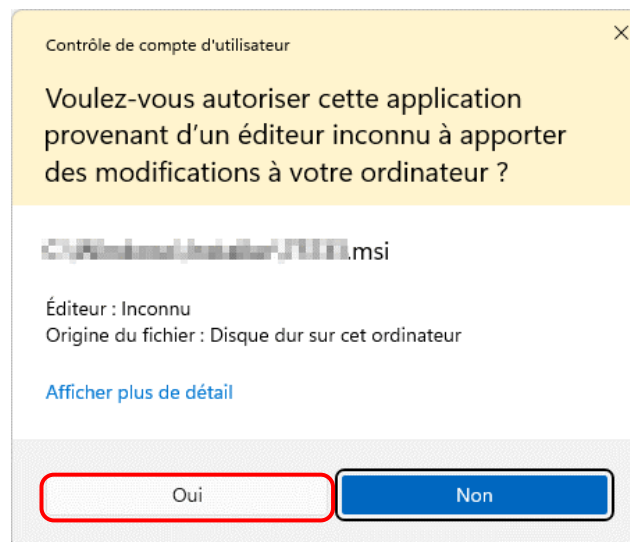 Contrôle de compte d'utilisateur
Voulez-vous autoriser cette application
provenant d’un éditeur inconnu à apporter
des modifications à votre ordinateur ?
.msi
Éditeur : Inconnu
Origine du fichier : Disque dur sur cet ordinateur
Afficher plus de détail
Oui
Non